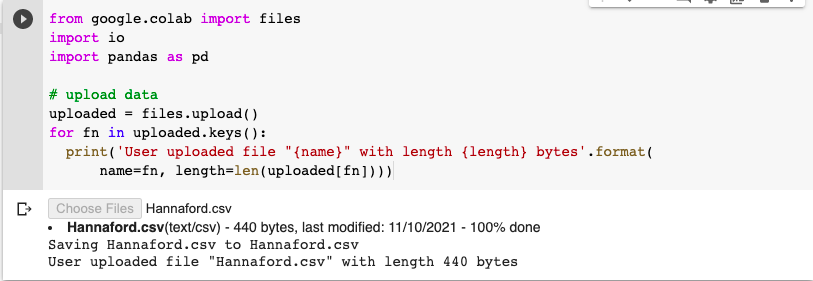 from google.colab import files
import io
import pandas as pd

# upload data
uploaded = files.upload()
for fn in uploaded.keys():
  print('User uploaded file "{name}" with length {length} bytes'.format(
      name=fn, length=len(uploaded[fn])))
Choose Files Hannaford.csv
• Hannaford.csv(text/csv) - 440 bytes, last modified: 11/10/2021 - 100% done
Saving Hannaford.csv to Hannaford.csv
User uploaded file "Hannaford.csv" with length 440 bytes